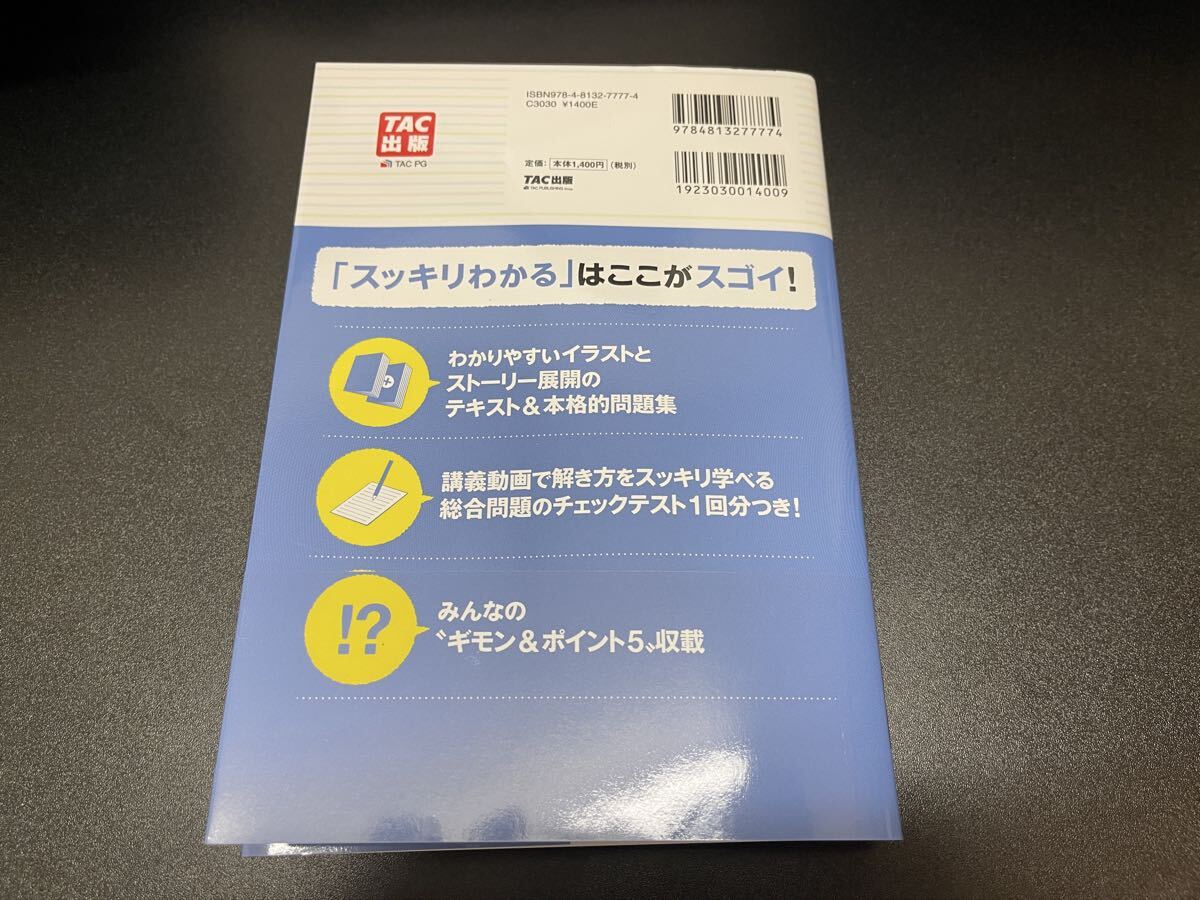 TAC
出版
TAC PG
ISBN978-4-8132-7777-4
C3030 ¥1400E
定価: 本体1,400円 (税別)
TAC出版
TAC PUBLISHING Group
9784813277774
1923030014009
「スッキリわかる」はここがスゴイ!
わかりやすいイラストと
ストーリー展開の
テキスト&本格的問題集
講義動画で解き方をスッキリ学べる
総合問題のチェックテスト1回分つき!
!?
みんなの
〝ギモン&ポイント5〟収載